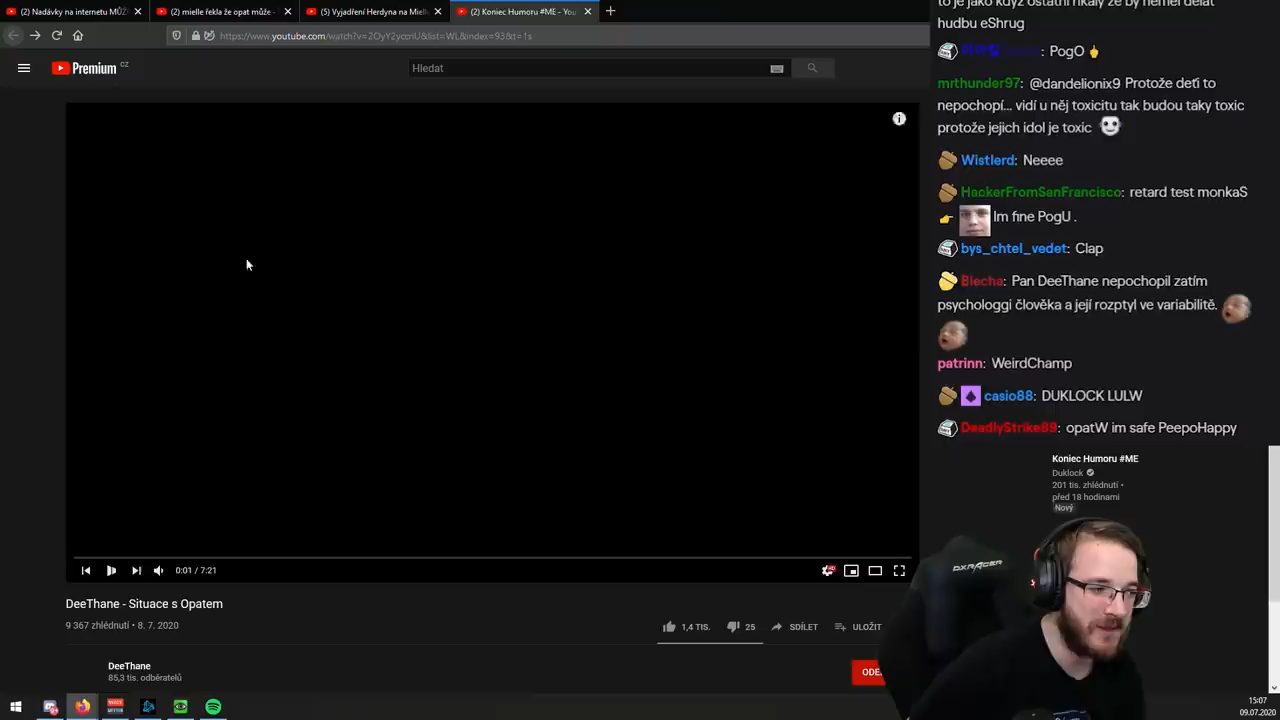 (2) Nadávky na internetu MŮŽ
(2) mielle řekla že opat může -
(5) Vyjadření Herdyna na Mielh
(2) Koniec Humoru #ME - You
Premium CZ
Hledat
to je jako když ostatní říkaly že by neměl dělat
hudbu eShrug
: PogO
mrthunder97: @dandelionix9 Protože deťi to
nepochopí... vidí u něj toxicitu tak budou taky toxic
protože jejich idol je toxic
Wistlerd: Neeee
HackerFromSanFrancisco: retard test monkaS
Im fine PogU .
bys_chtel_vedet: Clap
Blecha: Pan DeeThane nepochopil zatím
psychologgi člověka a její rozptyl ve variabilitě.
patrinn: WeirdChamp
casio88: DUKLOCK LULW
DeadlyStrike89: opatW im safe PeepoHappy
Koniec Humoru #ME
Duklock
201 tis. zhlédnutí •
před 18 hodinami
Nový
DXRACER
0:01 / 7:21
DeeThane - Situace s Opatem
9 367 zhlédnutí • 8. 7. 2020
1,4 TIS.
25
SDÍLET
ULOŽIT
DeeThane
85,3 tis. odběratelů
ODE
15:07
09.07.2020